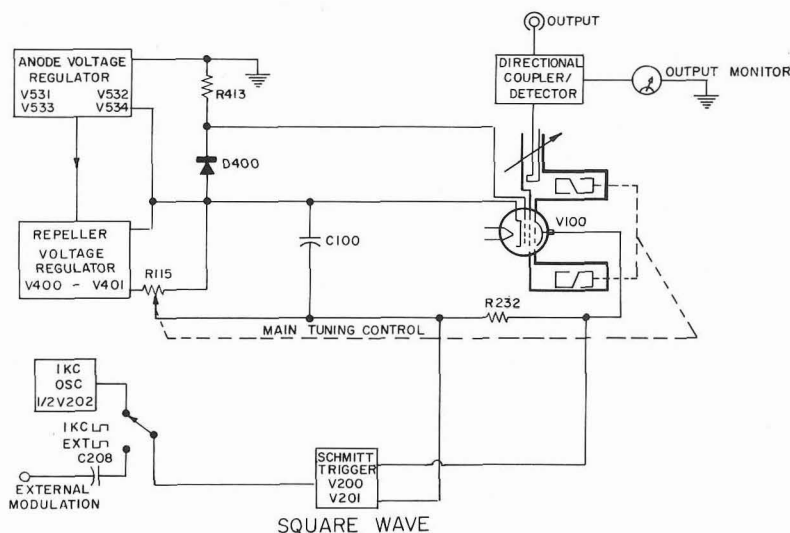 OUTPUT
ANODE VOLTAGE
REGULATOR
V531 V532
V533 V534
R413
DIRECTIONAL
COUPLER/
DETECTOR
OUTPUT MONITOR
D400
V100
REPELLER
VOLTAGE
REGULATOR
V400 - V401
R115
C100
R232
MAIN TUNING CONTROL
1KC
OSC
1/2V202
1KC
EXT
C208
EXTERNAL
MODULATION
SCHMITT
TRIGGER
V200
V201
SQUARE WAVE